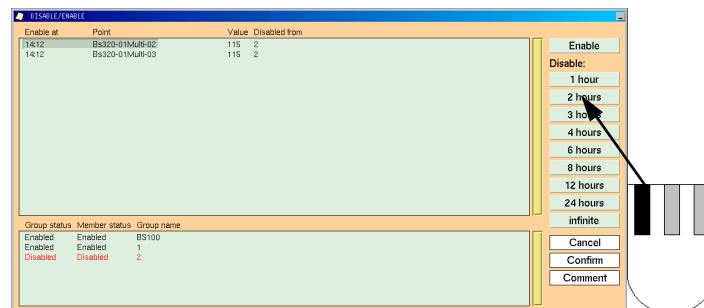 DISABLE/ENABLE
Enable at Point Value Disabled from
14:12 Bs320-01Multi-02 115 2
14:12 Bs320-01Multi-03 115 2
Enable
Disable:
1 hour
2 hours
3 hours
4 hours
6 hours
8 hours
12 hours
24 hours
infinite
Group status Member status Group name
Enabled Enabled BS100
Enabled Enabled 1
Disabled Disabled 2
Cancel
Confirm
Comment